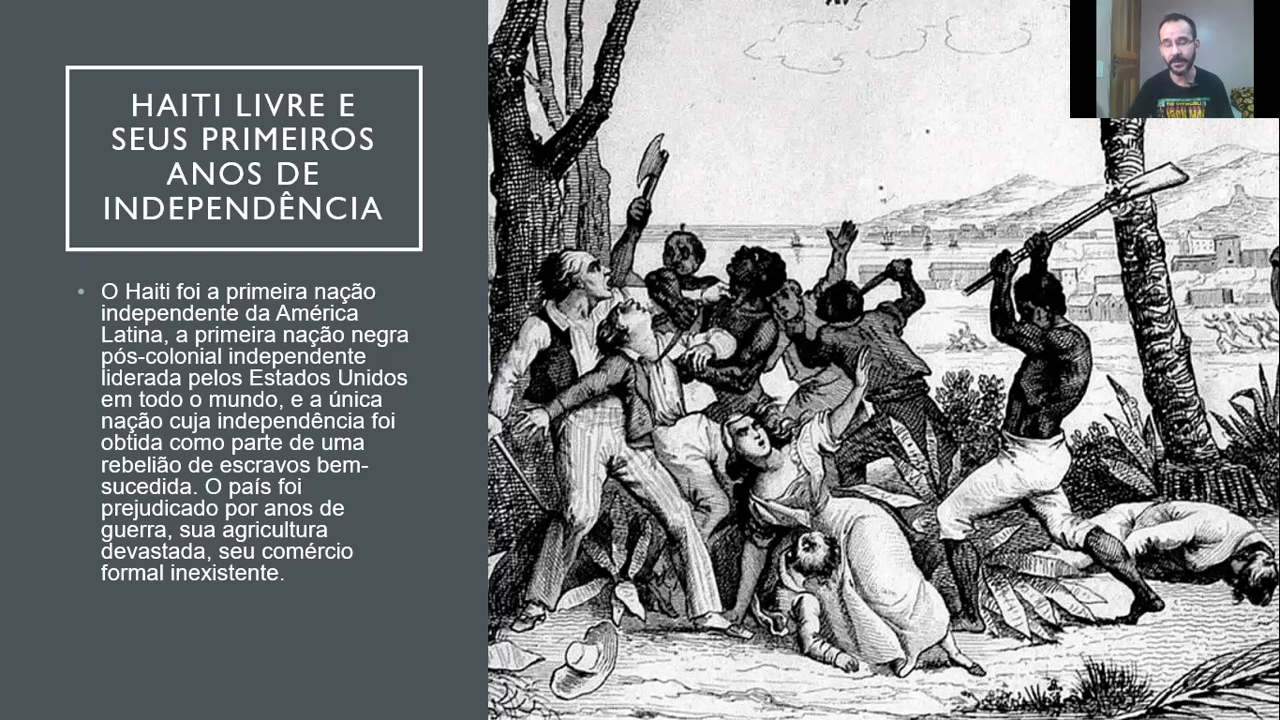 HAITI LIVRE E
SEUS PRIMEIROS
ANOS DE
INDEPENDÊNCIA
• O Haiti foi a primeira nação
independente da América
Latina, a primeira nação negra
pós-colonial independente
liderada pelos Estados Unidos
em todo o mundo, e a única
nação cuja independência foi
obtida como parte de uma
rebelião de escravos bem-
sucedida. O país foi
prejudicado por anos de
guerra, sua agricultura
devastada, seu comércio
formal inexistente.